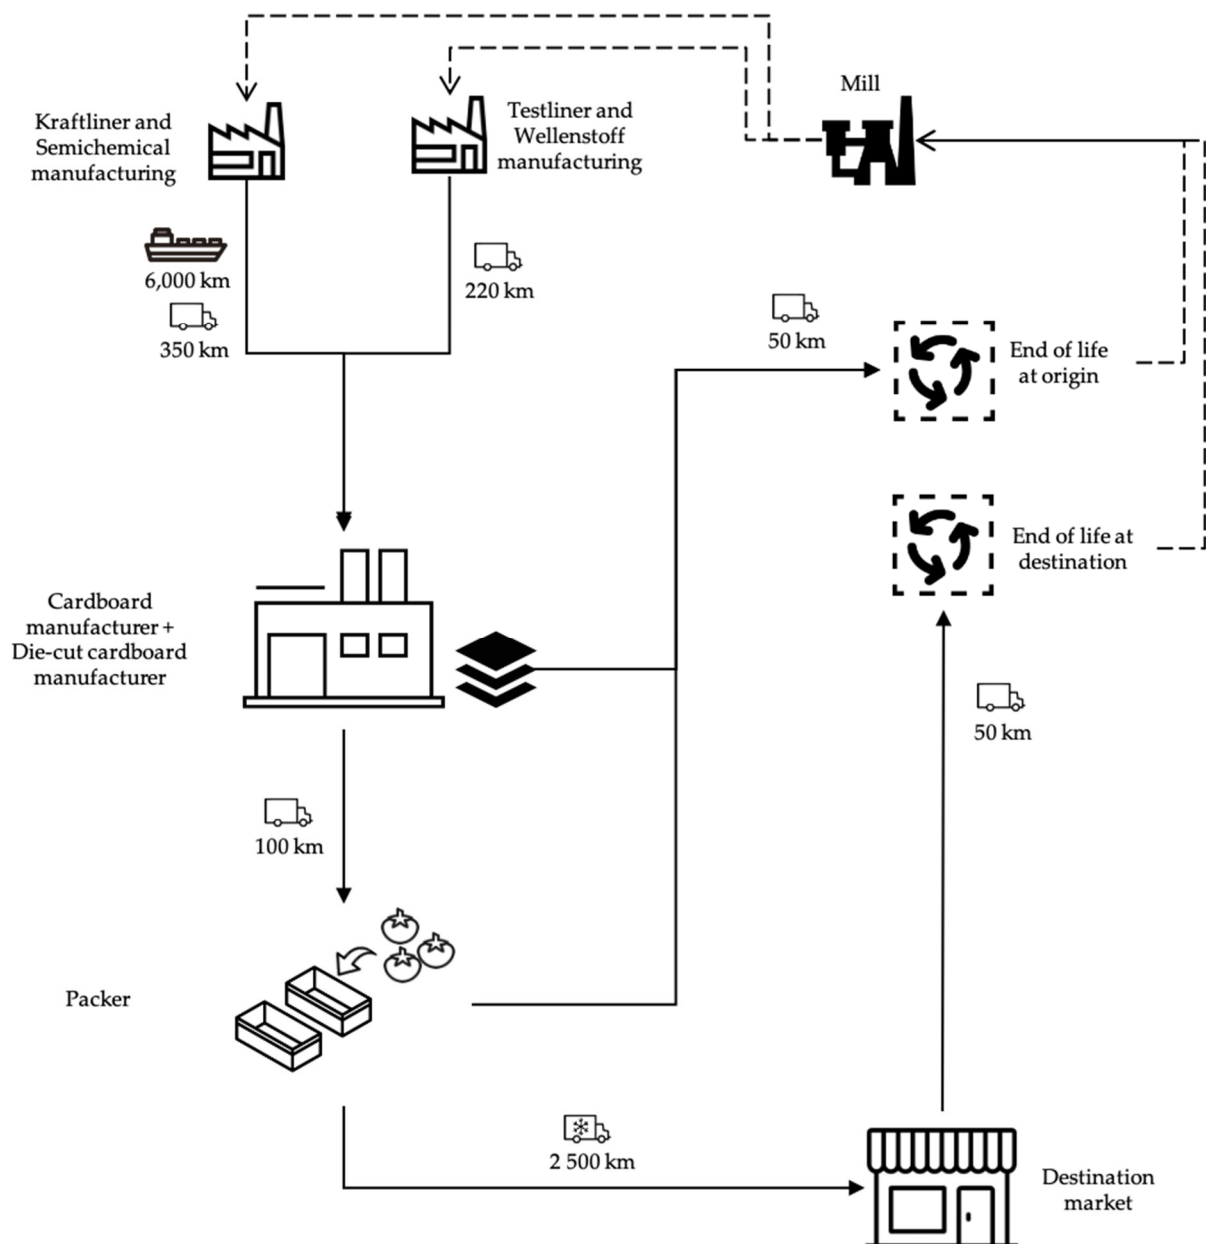 Mill
Kraftliner and
Semichemical
manufacturing
Testliner and
Wellenstoff
manufacturing
6,000 km
350 km
220 km
50 km
End of life
at origin
End of life at
destination
Cardboard
manufacturer +
Die-cut cardboard
manufacturer
50 km
100 km
Packer
2 500 km
Destination
market